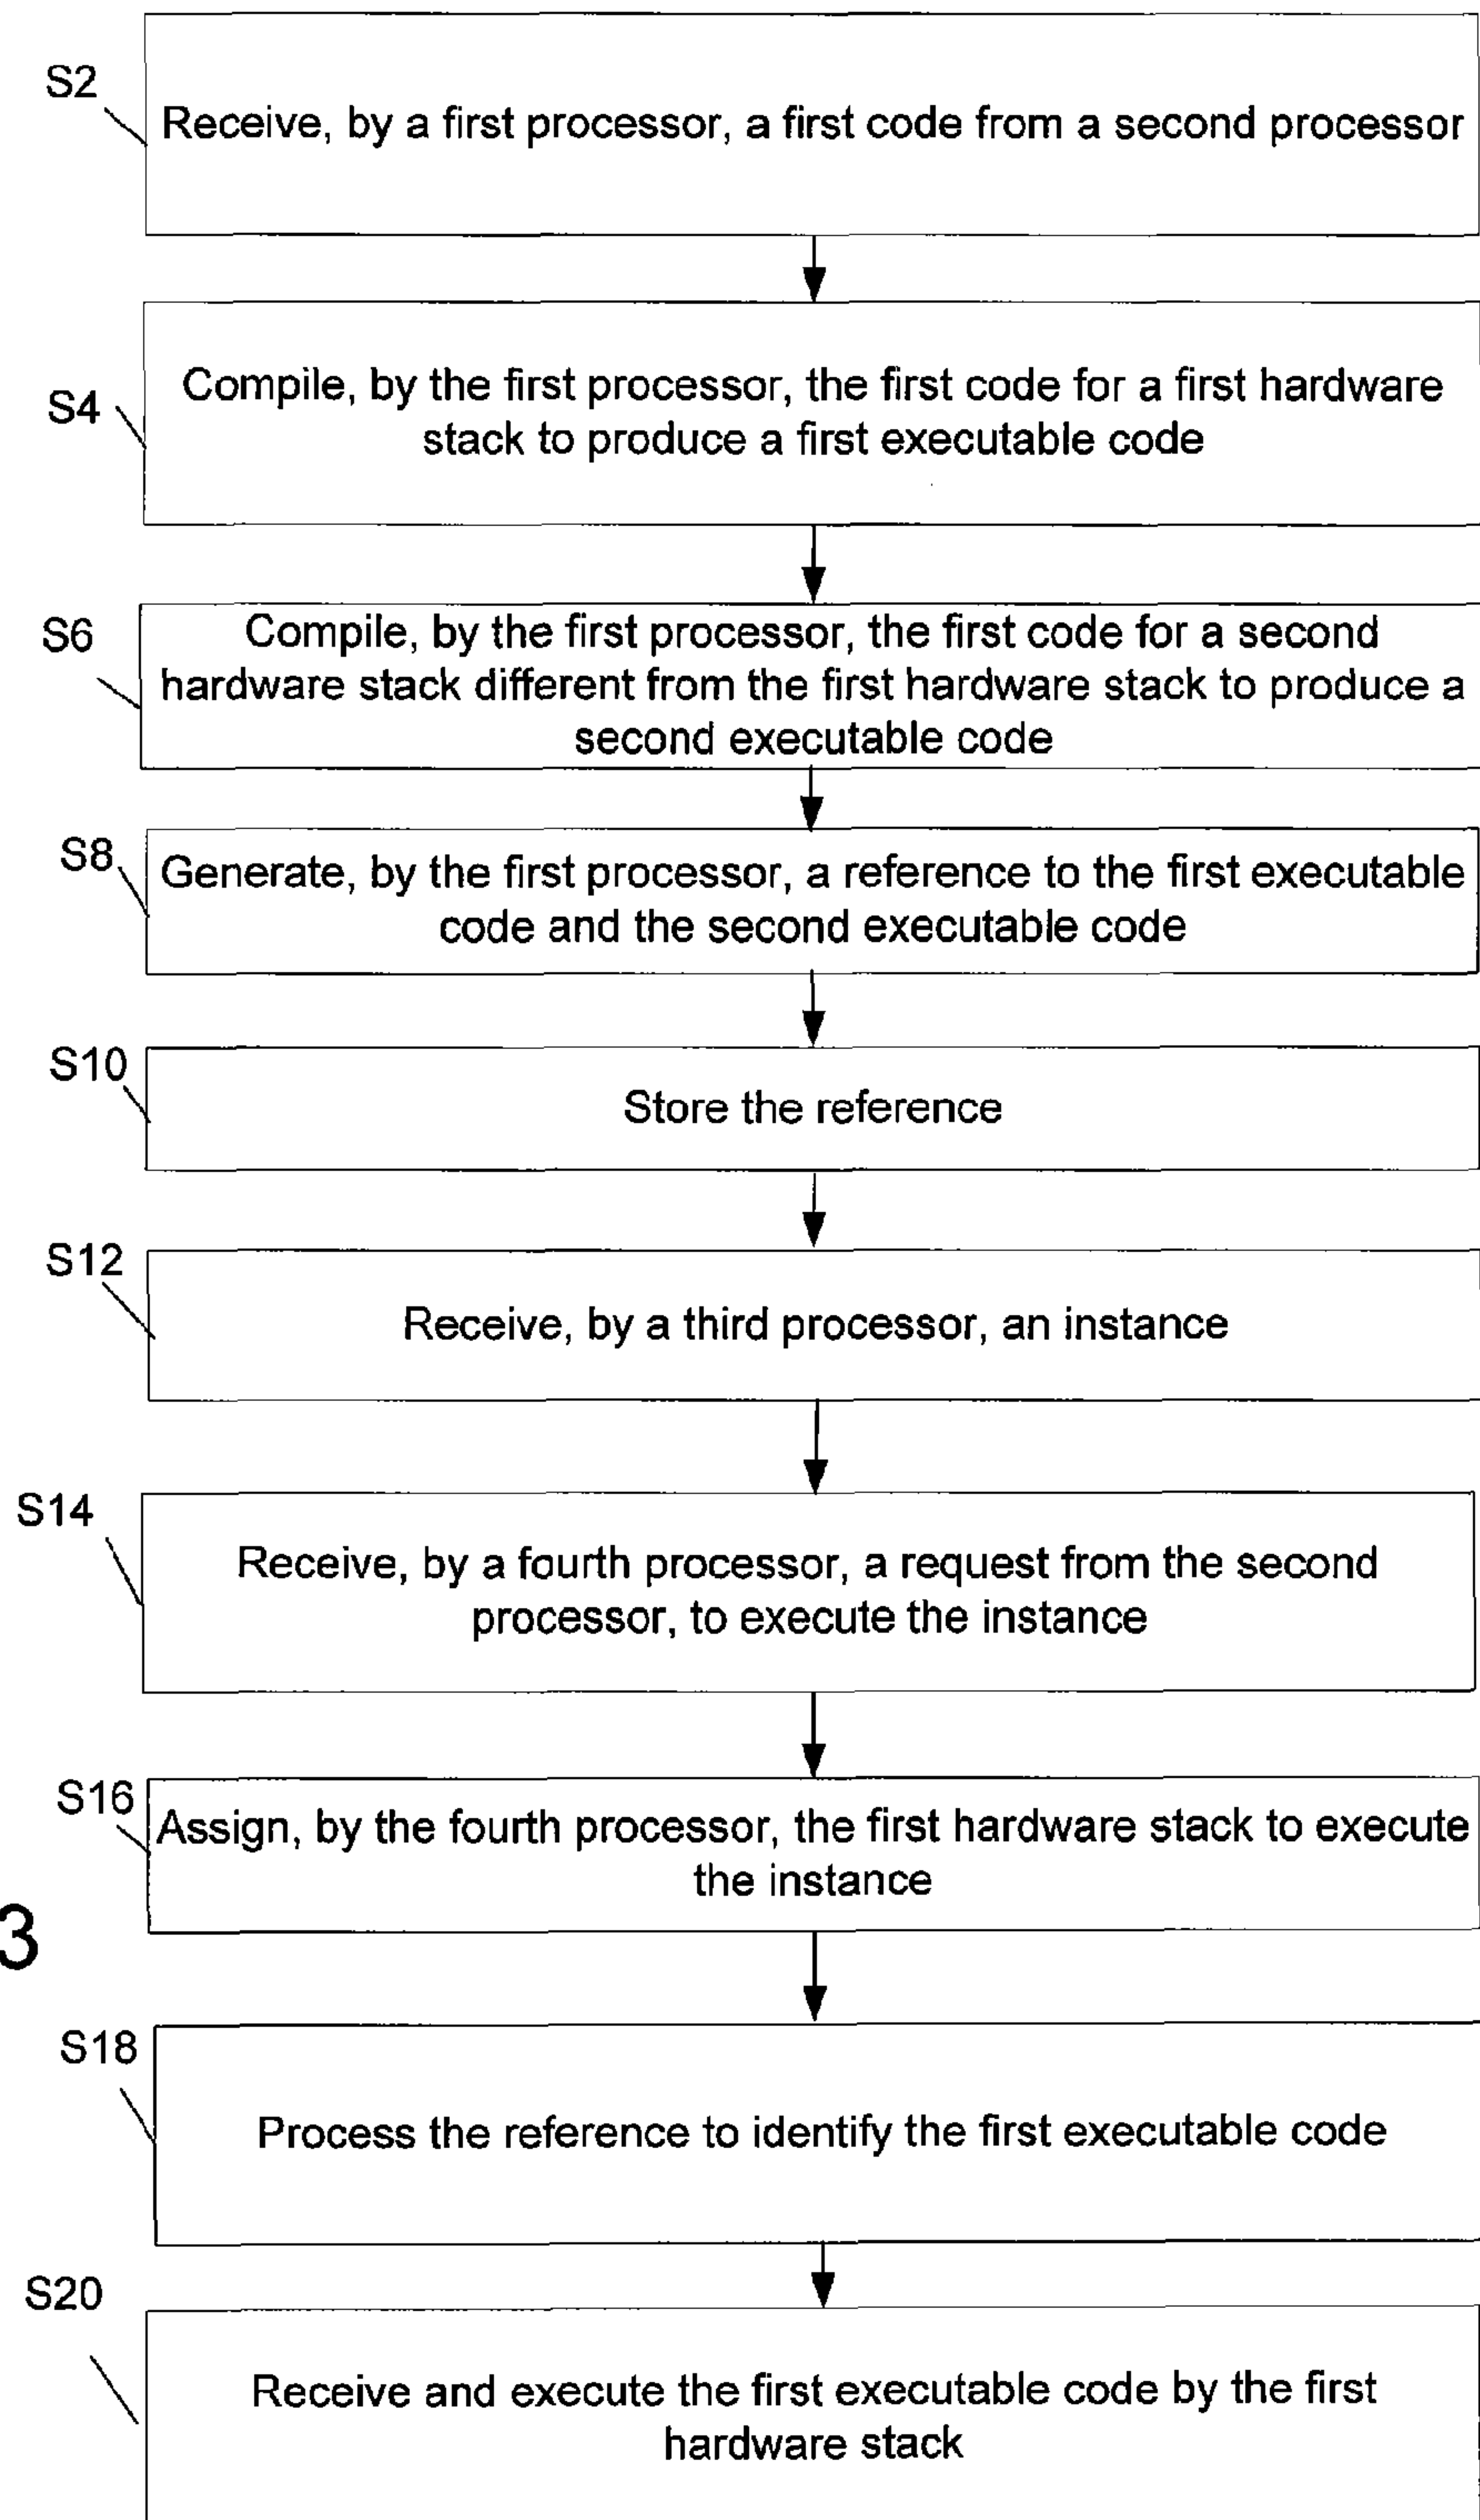 S2
Receive, by a first processor, a first code from a second processor
S4
Compile, by the first processor, the first code for a first hardware
stack to produce a first executable code
S6
Compile, by the first processor, the first code for a second
hardware stack different from the first hardware stack to produce a
second executable code
S8
Generate, by the first processor, a reference to the first executable
code and the second executable code
S10
Store the reference
S12
Receive, by a third processor, an instance
S14
Receive, by a fourth processor, a request from the second
processor, to execute the instance
S16
Assign, by the fourth processor, the first hardware stack to execute
the instance
3
S18
Process the reference to identify the first executable code
S20
Receive and execute the first executable code by the first
hardware stack